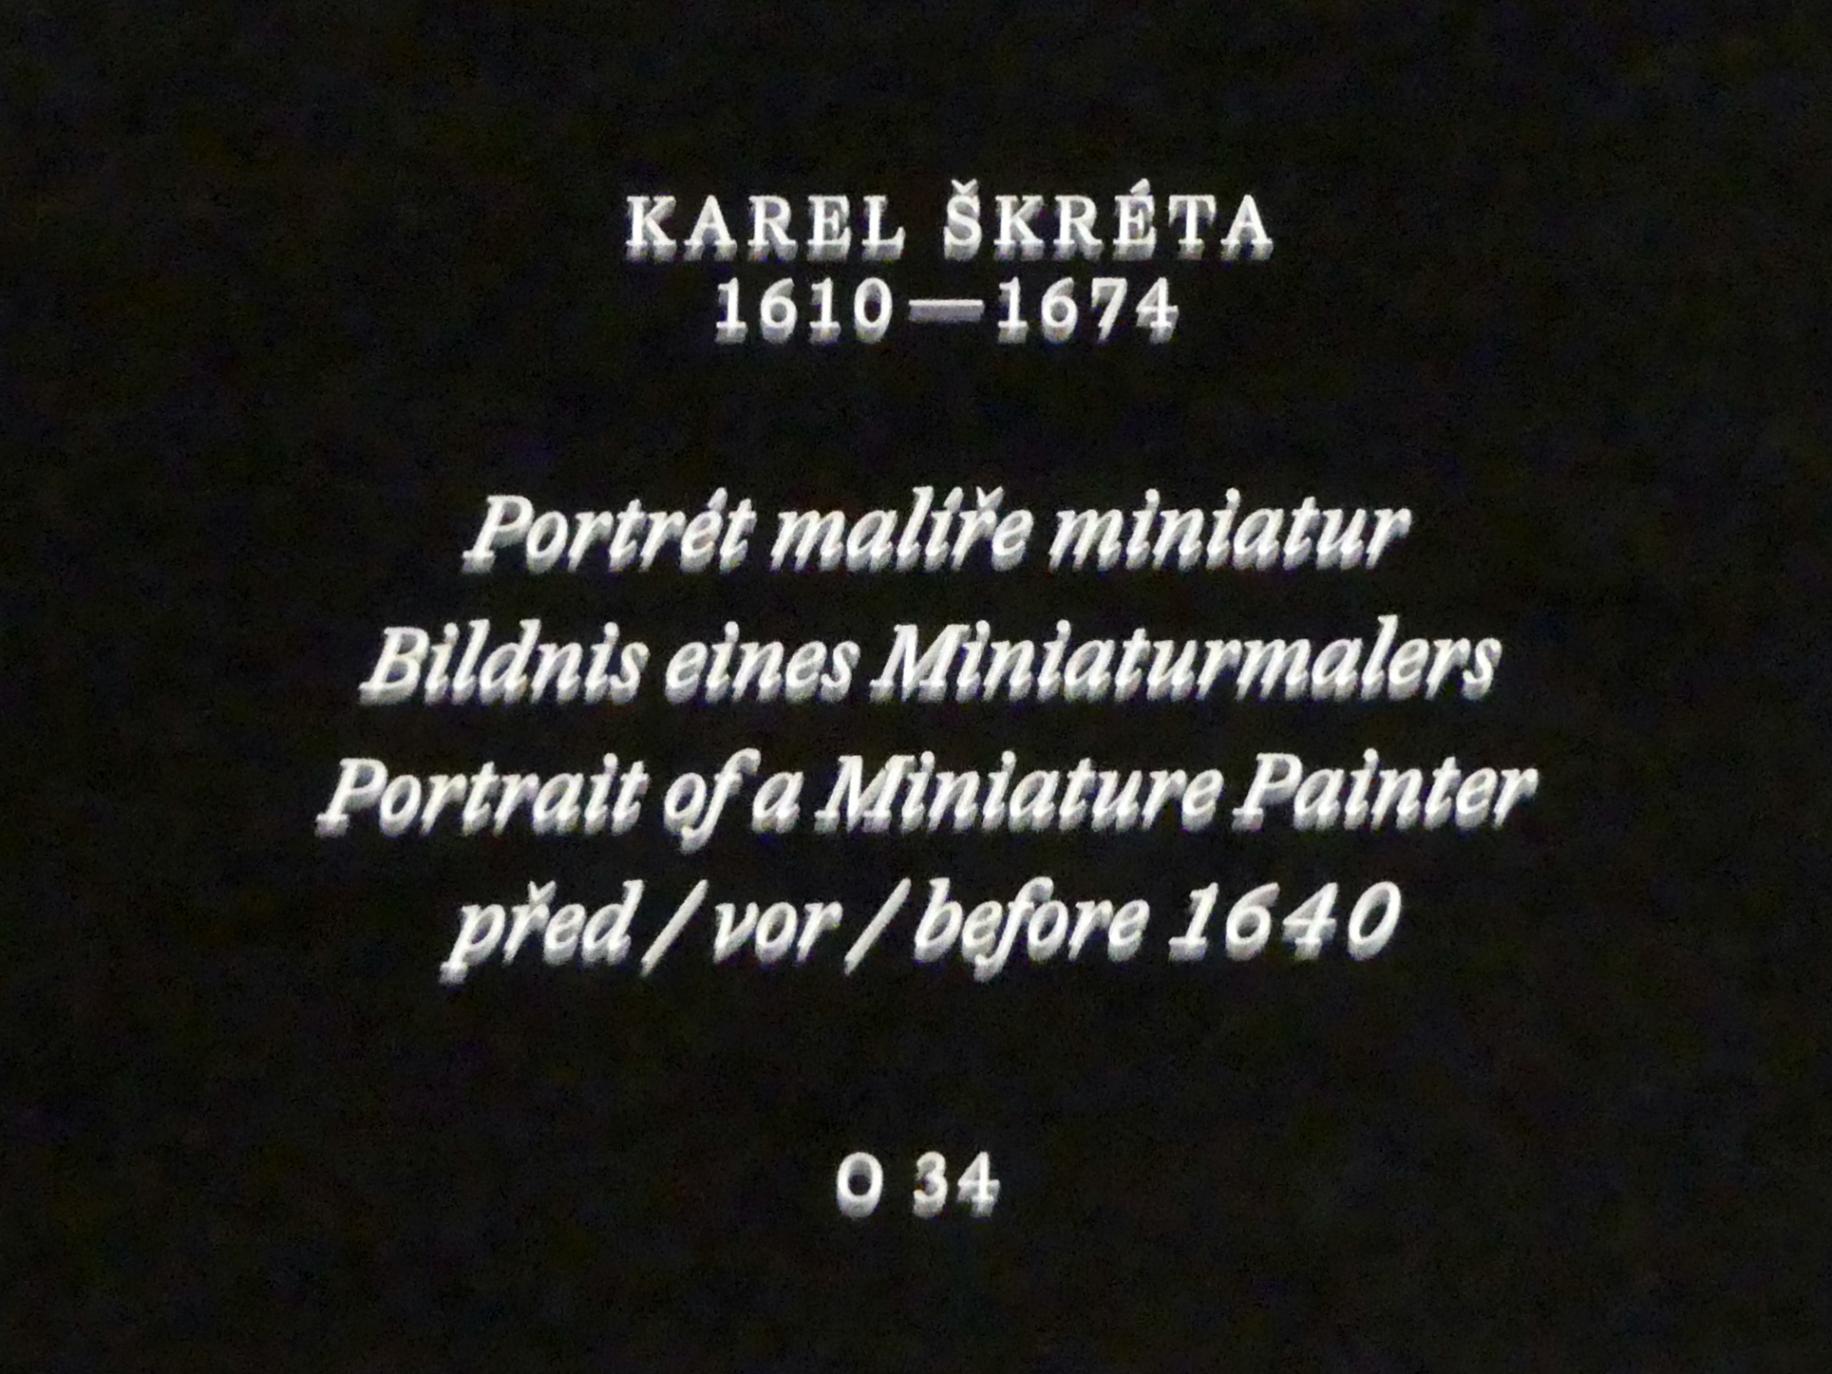 KAREL ŠKRÉTA
1610—1674
Portrét malíře miniatur
Bildnis eines Miniaturmalers
Portrait of a Miniature Painter
před / vor / before 1640
O 34